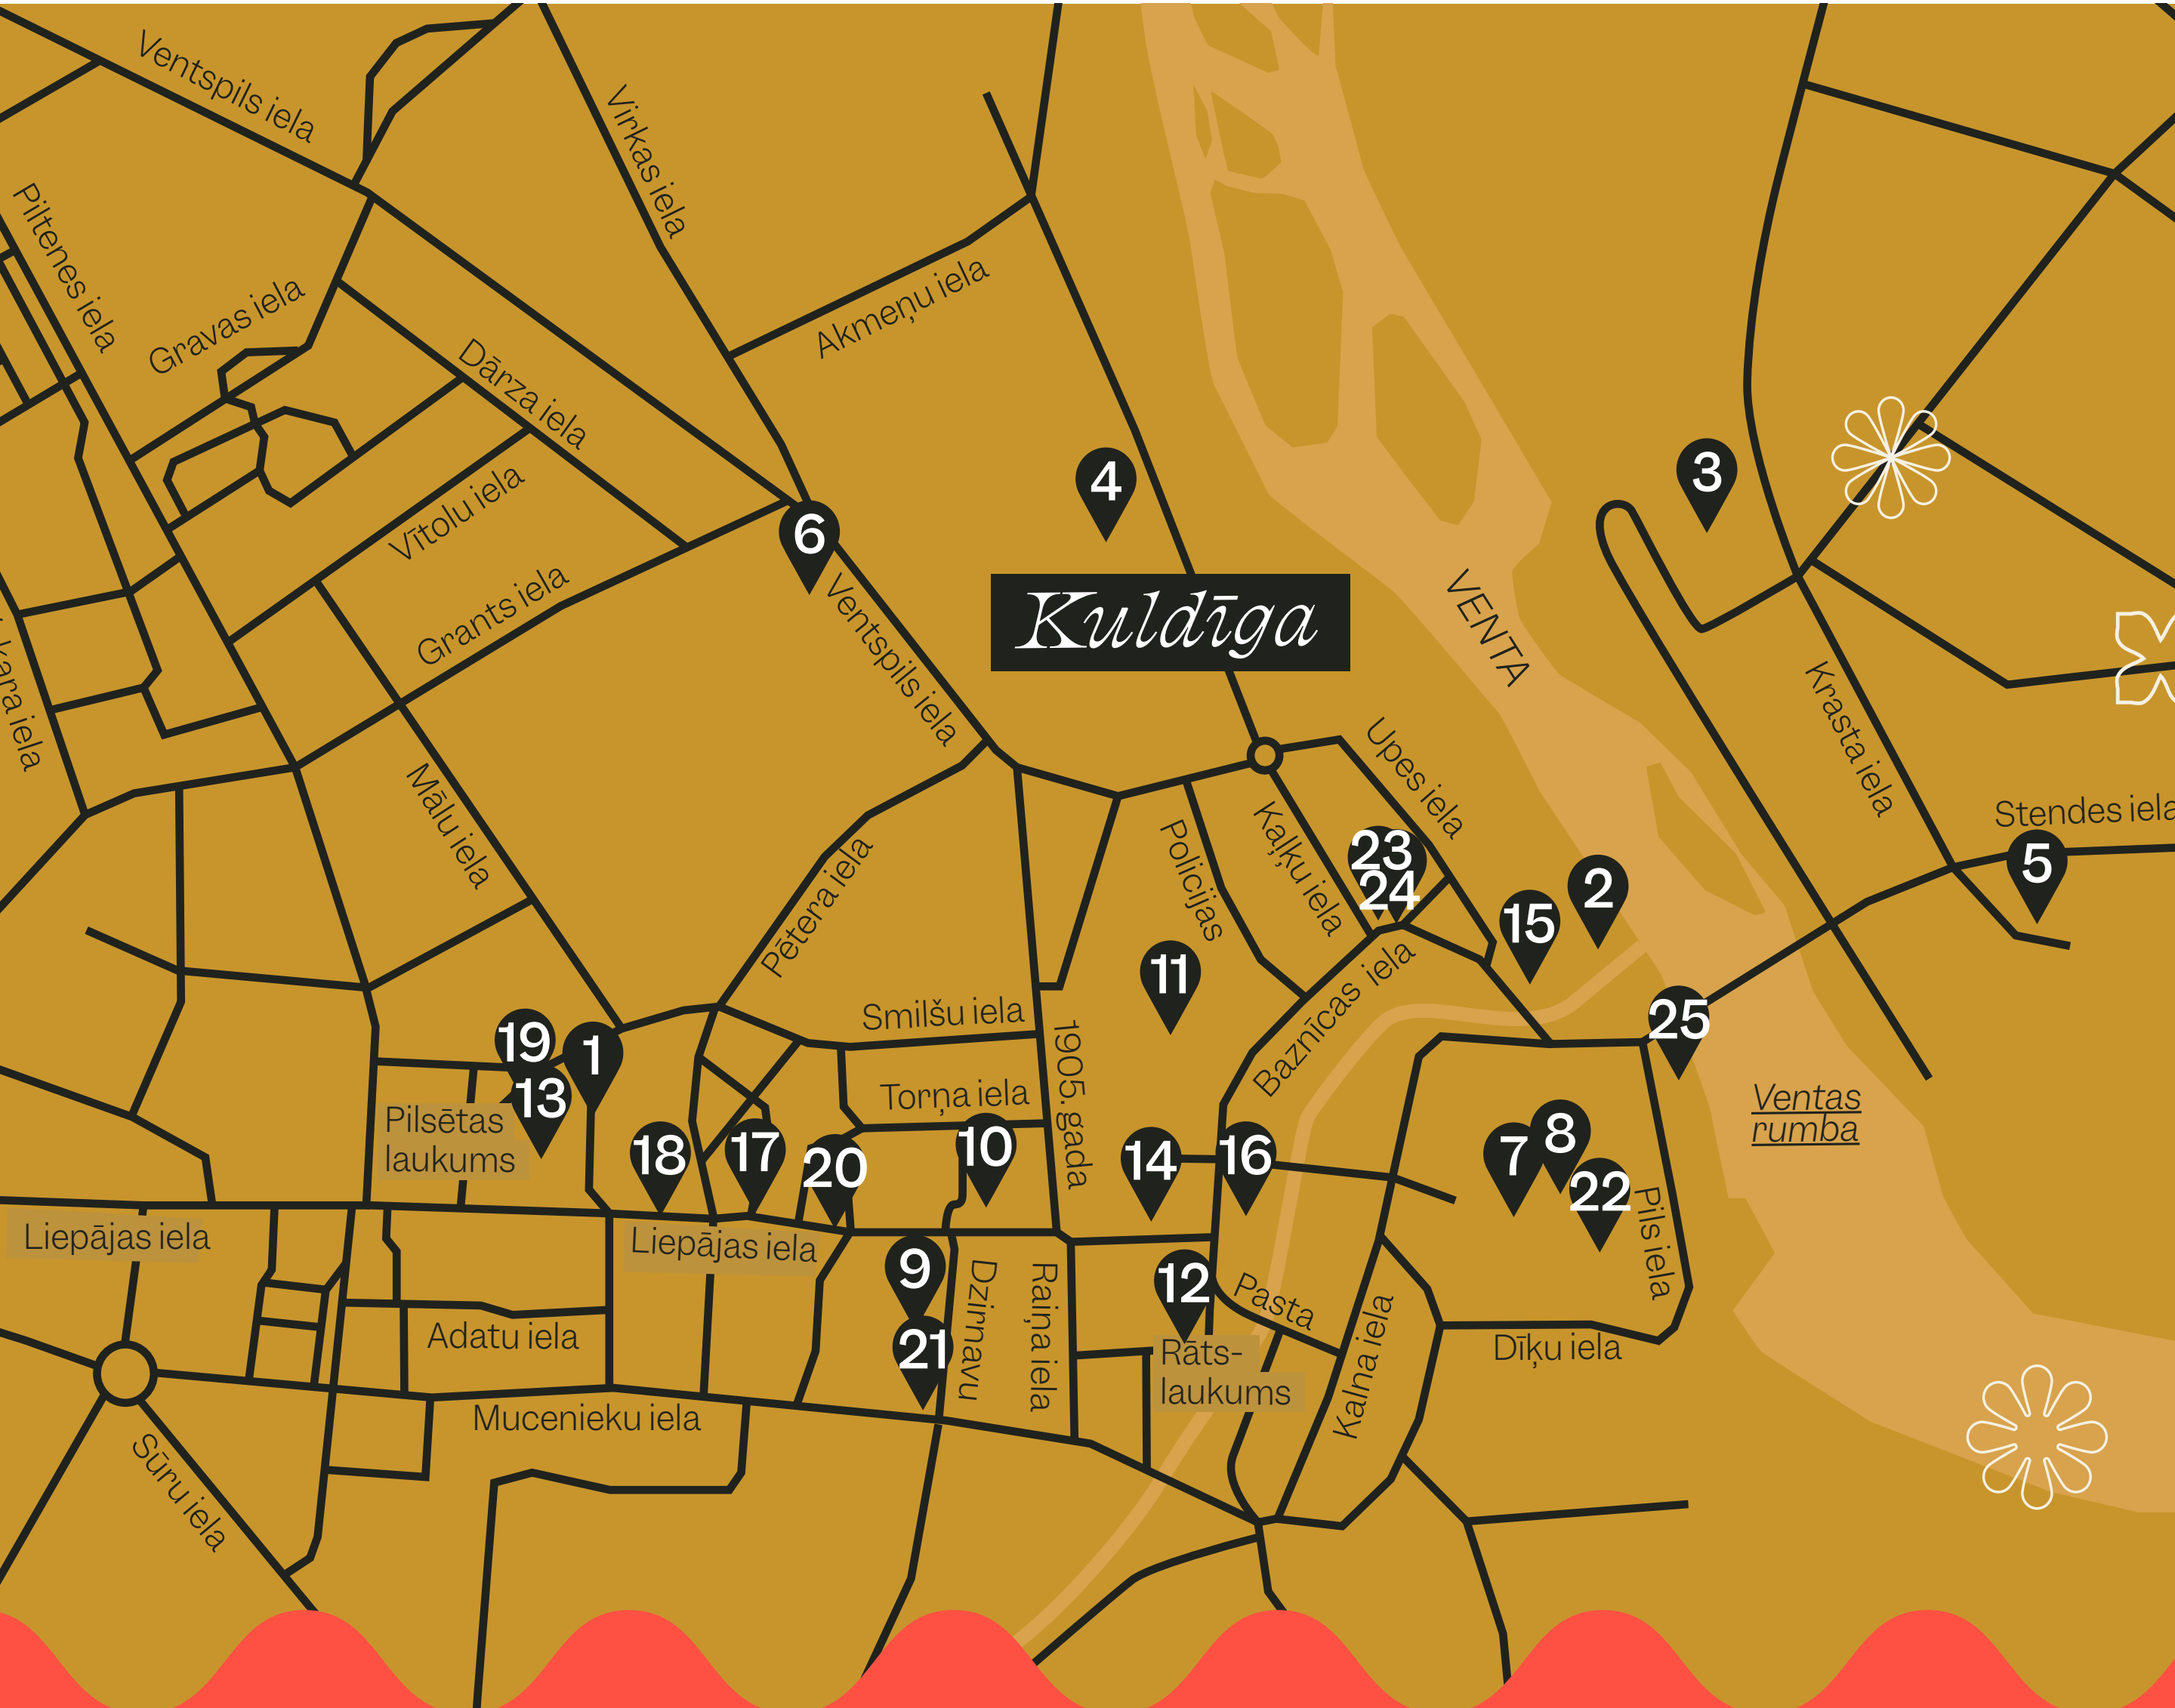 Ventspils iela
Virkas iela
Piltenes iela
Gravas iela
Akmeņu iela
Dārza iela
Vītolu iela
4
3
6
Grants iela
Ventspils iela
Kuldīga
VENTA
Krasta iela
Mālu iela
Upes iela
Stendes iela
Policijas
Kaļķu iela
23
24
5
2
15
Pētera iela
11
Baznīcas iela
Smilšu iela
25
19
1
13
1905. gada
Torņa iela
Ventas
rumba
Pilsētas
laukums
18
17
20
10
14
16
7
8
22
Pils iela
Liepājas iela
Liepājas iela
9
21
Dzirnavu
Raiņa iela
12
Pasta
Kalna iela
Adatu iela
Rāts-
laukums
Dīķu iela
Mucenieku iela
Sūru iela